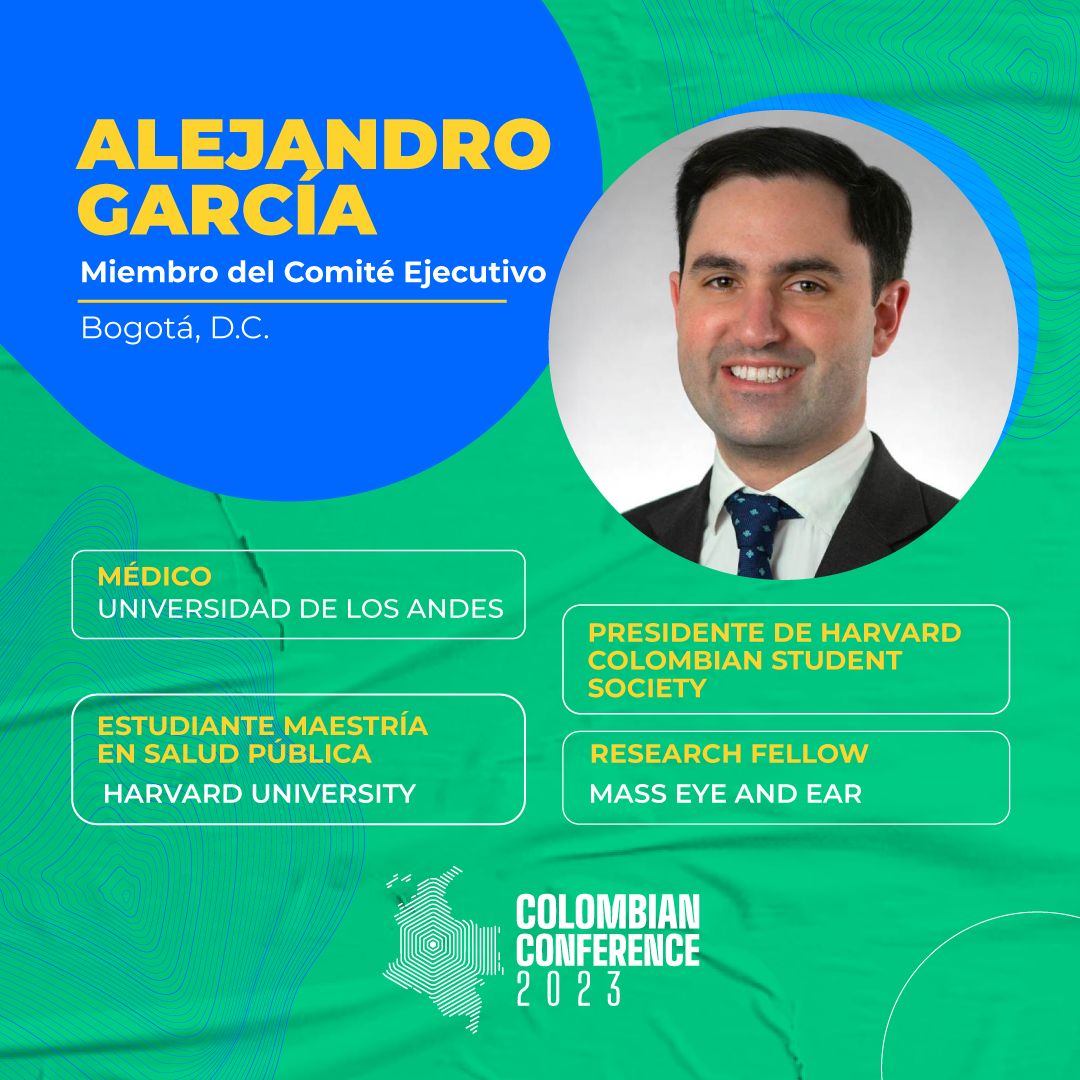 ALEJANDRO
GARCÍA
Miembro del Comité Ejecutivo
Bogotá, D.C.
MÉDICO
UNIVERSIDAD DE LOS ANDES
ESTUDIANTE MAESTRÍA
EN SALUD PÚBLICA
HARVARD UNIVERSITY
PRESIDENTE DE HARVARD
COLOMBIAN STUDENT
SOCIETY
RESEARCH FELLOW
MASS EYE AND EAR
COLOMBIAN
CONFERENCE
2023